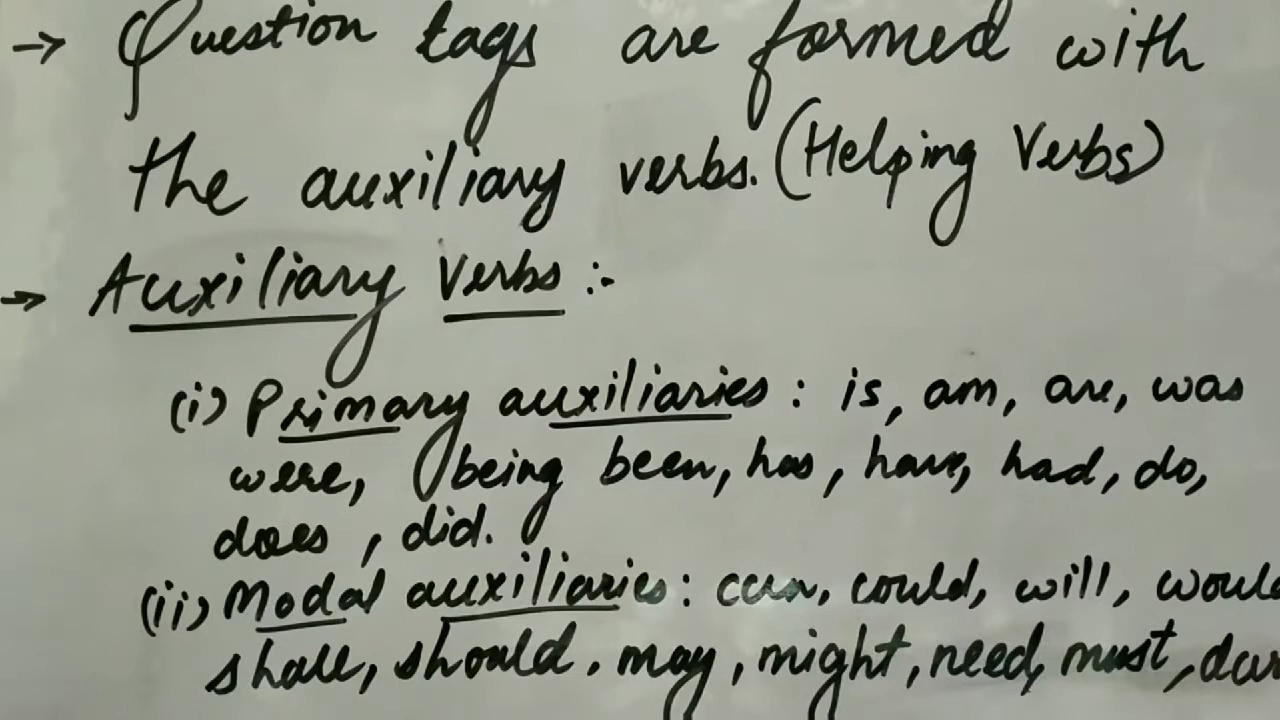 → Question tags are formed with
the auxiliary verbs. (Helping Verbs)
→ Auxiliary Verbs :-
(i) Primary auxiliaries : is, am, are, was
were, being been, has, have, had, do,
does, did.
(ii) Modal auxiliaries : can, could, will, would
shall, should, may, might, need, must,